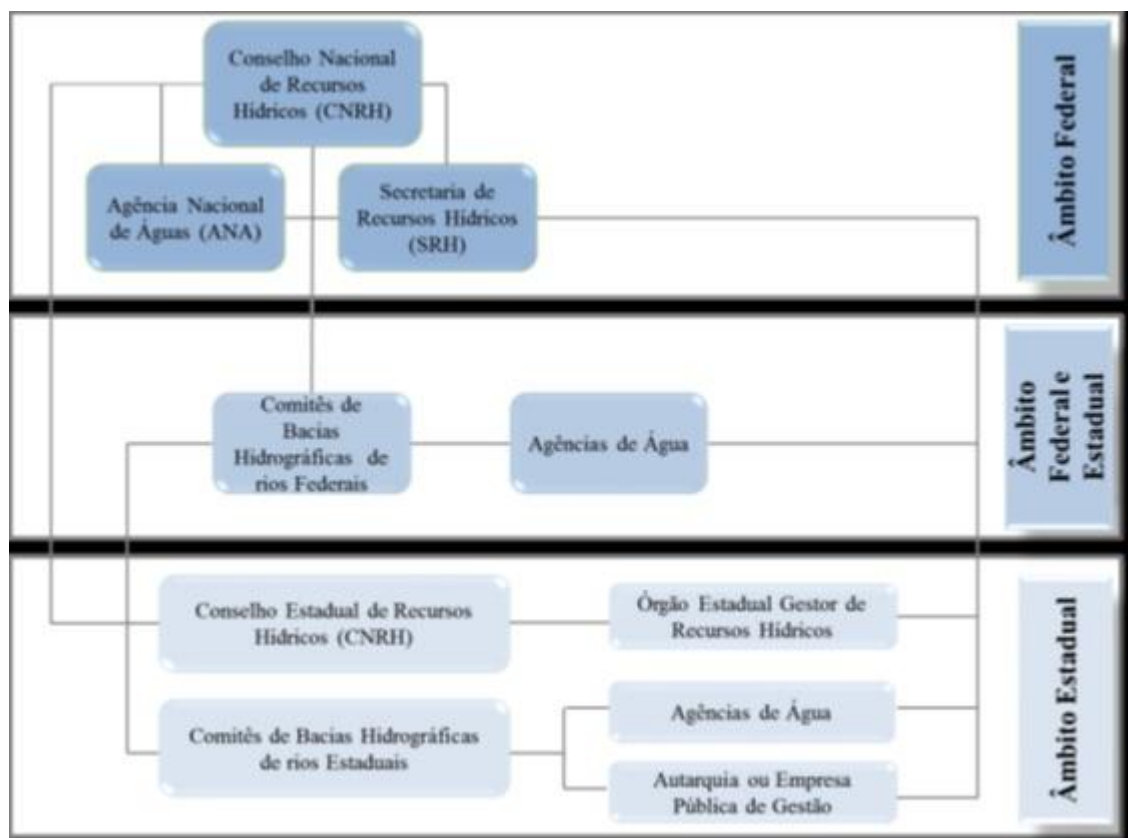 Conselho Nacional
de Recursos
Hídricos (CNRH)
Agência Nacional
de Águas (ANA)
Secretaria de
Recursos Hídricos
(SRH)
Âmbito Federal
Comitês de
Bacias
Hidrográficas de
rios Federais
Agências de Água
Âmbito
Federal e
Estadual
Conselho Estadual de Recursos
Hídricos (CNRH)
Órgão Estadual Gestor de
Recursos Hídricos
Comitês de Bacias Hidrográficas
de rios Estaduais
Agências de Água
Autarquia ou Empresa
Pública de Gestão
Âmbito Estadual